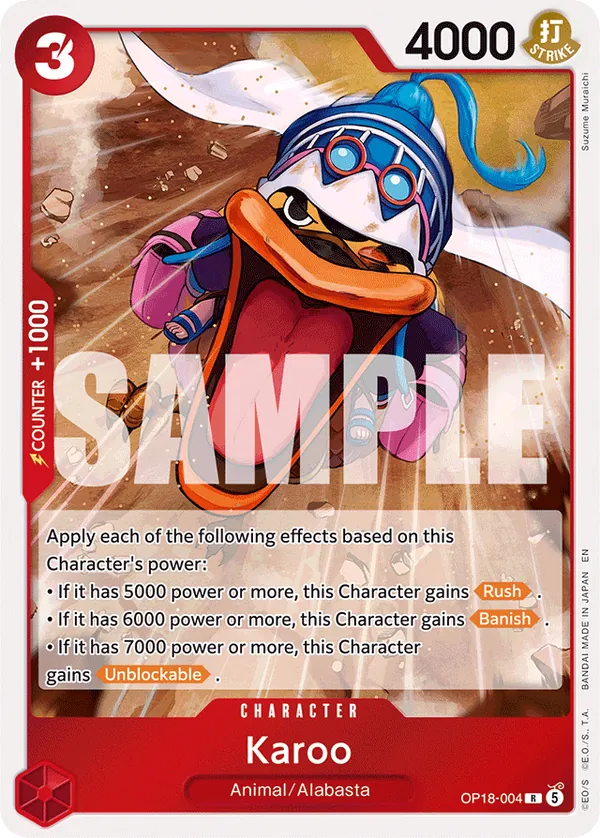 3
4000
打
STRIKE
Suzume Muraichi
COUNTER +1000
SAMPLE
Apply each of the following effects based on this
Character's power:
• If it has 5000 power or more, this Character gains Rush .
• If it has 6000 power or more, this Character gains Banish .
• If it has 7000 power or more, this Character
gains Unblockable .
CHARACTER
Karoo
Animal/Alabasta
OP18-004 R 5
©E.O/S ©E.O./S., T.A. BANDAI MADE IN JAPAN EN